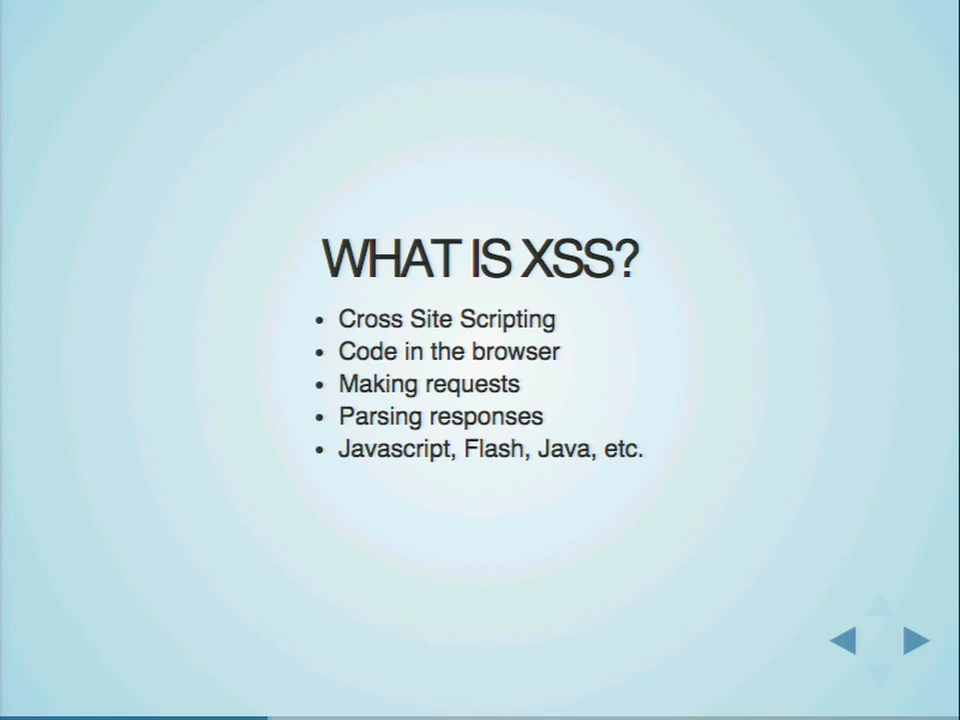 WHAT IS XSS?
• Cross Site Scripting
• Code in the browser
• Making requests
• Parsing responses
• Javascript, Flash, Java, etc.